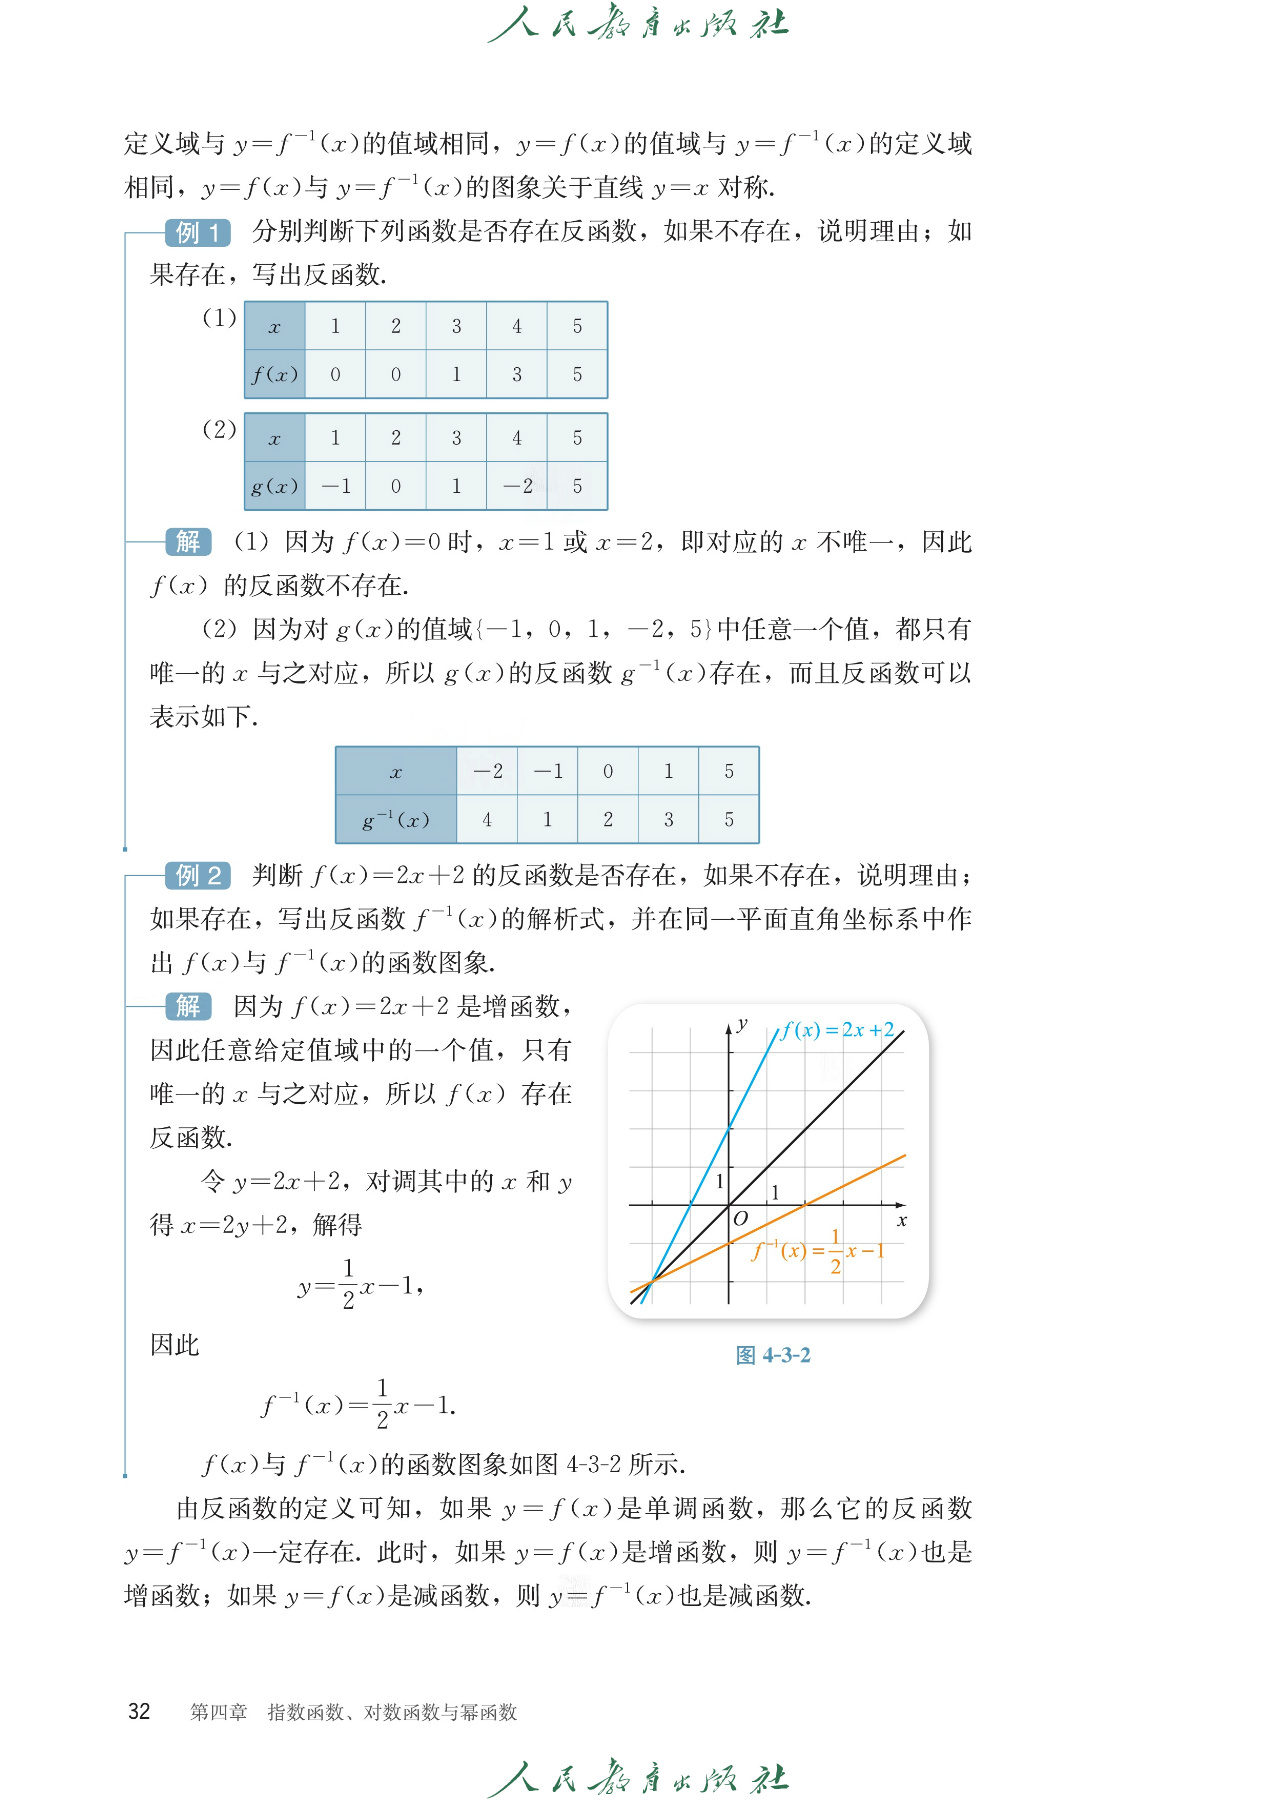 人民教育出版社
定义域与 y=f⁻¹(x)的值域相同，y=f(x)的值域与 y=f⁻¹(x)的定义域
相同，y=f(x)与 y=f⁻¹(x)的图象关于直线 y=x 对称.
例 1 分别判断下列函数是否存在反函数，如果不存在，说明理由；如
果存在，写出反函数.
(1)
x 1 2 3 4 5
f(x) 0 0 1 3 5
(2)
x 1 2 3 4 5
g(x) −1 0 1 −2 5
解 (1) 因为 f(x)=0 时，x=1 或 x=2，即对应的 x 不唯一，因此
f(x) 的反函数不存在.
(2) 因为对 g(x)的值域{−1，0，1，−2，5}中任意一个值，都只有
唯一的 x 与之对应，所以 g(x)的反函数 g⁻¹(x)存在，而且反函数可以
表示如下.
x −2 −1 0 1 5
g⁻¹(x) 4 1 2 3 5
例 2 判断 f(x)=2x+2 的反函数是否存在，如果不存在，说明理由；
如果存在，写出反函数 f⁻¹(x)的解析式，并在同一平面直角坐标系中作
出 f(x)与 f⁻¹(x)的函数图象.
解 因为 f(x)=2x+2 是增函数，
因此任意给定值域中的一个值，只有
唯一的 x 与之对应，所以 f(x) 存在
反函数.
令 y=2x+2，对调其中的 x 和 y
得 x=2y+2，解得
y=1/2x−1，
因此
f⁻¹(x)=1/2x−1.
y
f(x)=2x+2
1
1
O
x
f⁻¹(x)=1/2x−1
图 4-3-2
f(x)与 f⁻¹(x)的函数图象如图 4-3-2 所示.
由反函数的定义可知，如果 y=f(x)是单调函数，那么它的反函数
y=f⁻¹(x)一定存在. 此时，如果 y=f(x)是增函数，则 y=f⁻¹(x)也是
增函数；如果 y=f(x)是减函数，则 y=f⁻¹(x)也是减函数.
32 第四章 指数函数、对数函数与幂函数
人民教育出版社